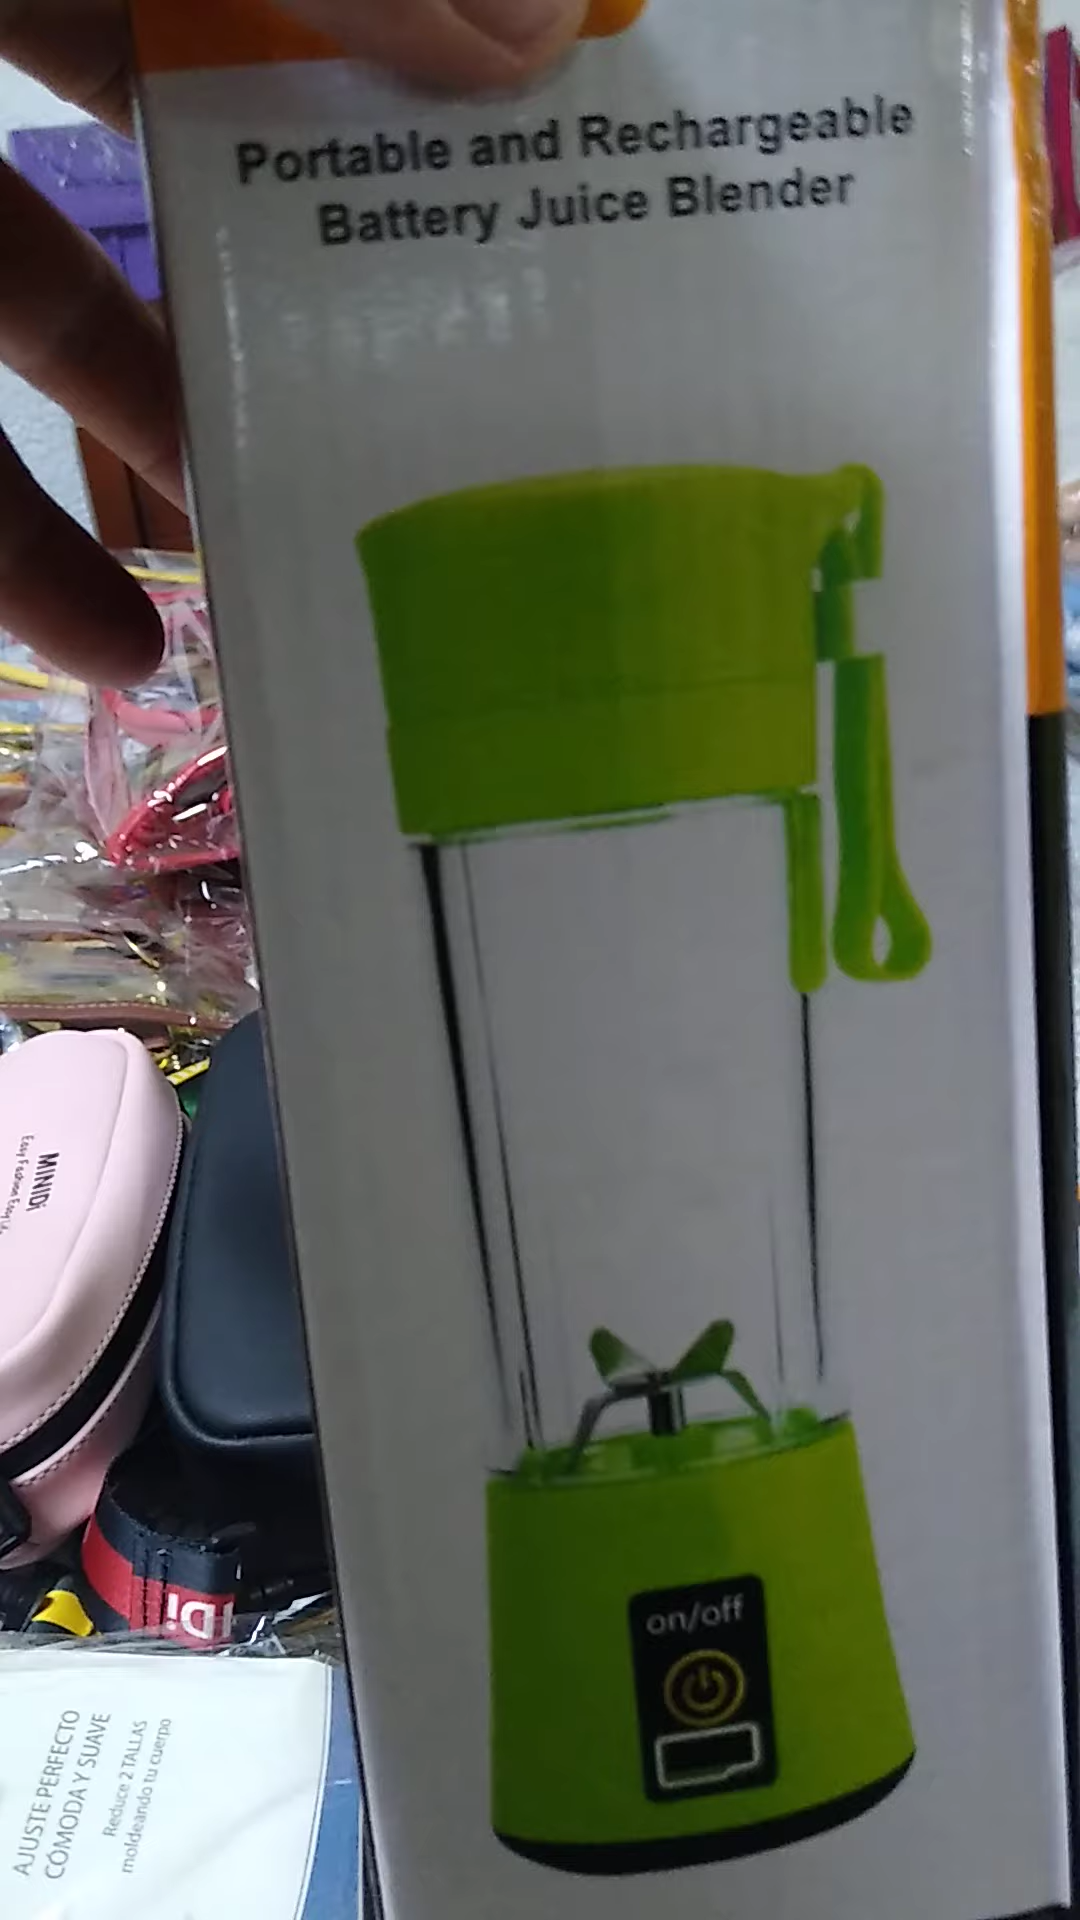 Portable and Rechargeable
Battery Juice Blender
on/off
MINIDi
Di
AJUSTE PERFECTO
CÓMODA Y SUAVE
Reduce 2 TALLAS
moldeando tu cuerpo